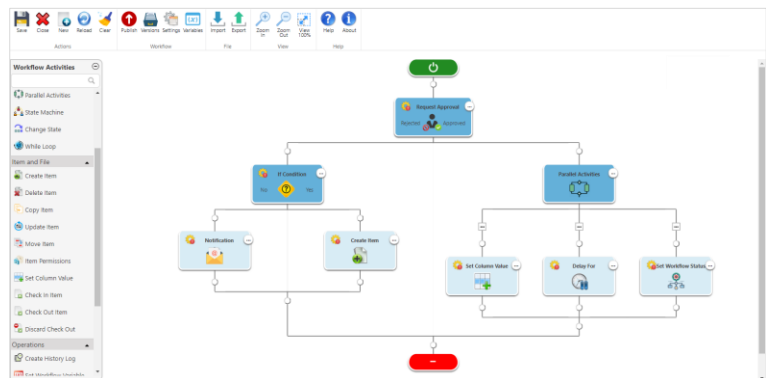 Save Close New Reload Clear Publish Versions Settings Variables Import Export Zoom In Zoom Out View 100% Help About
Actions Workflow File View Help
Workflow Activities
Parallel Activities
State Machine
Change State
While Loop
Item and File
Create Item
Delete Item
Copy Item
Update Item
Move Item
Item Permissions
Set Column Value
Check In Item
Check Out Item
Discard Check Out
Operations
Create History Log
Set Workflow Variable
Request Approval
Rejected Approved
If Condition
No Yes
Parallel Activities
Notification
Create Item
Set Column Value
Delay For
Set Workflow Status